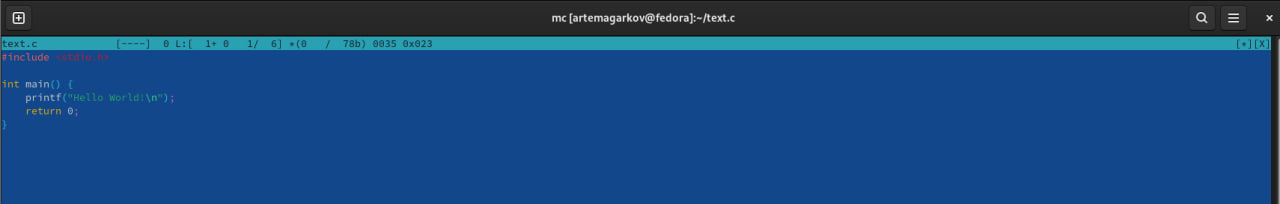 mc [artemagarkov@fedora]:~/text.c
text.c [----] 0 L:[ 1+ 0 1/ 6] *(0 / 78b) 0035 0x023 [*][X]
#include <stdio.h>
int main() {
    printf("Hello World!\n");
    return 0;
}